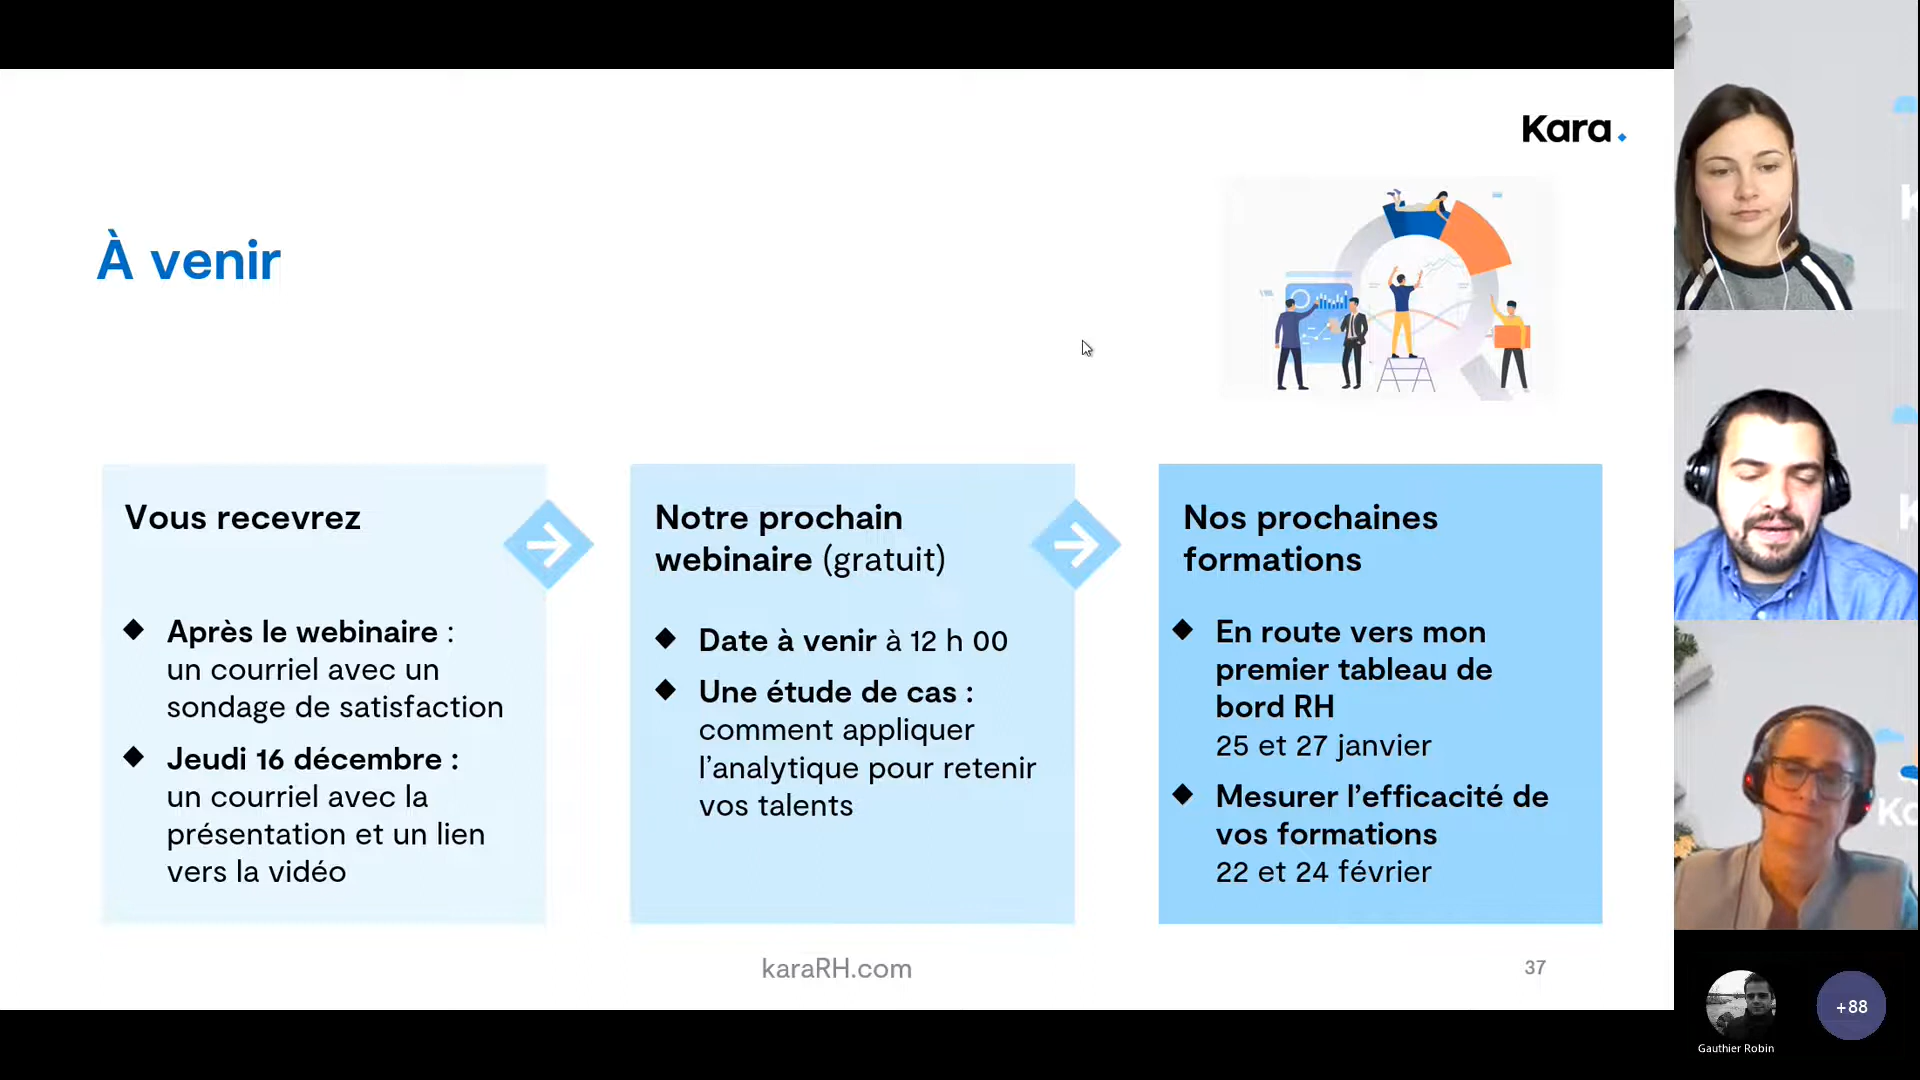 Kara
À venir
Vous recevrez
Après le webinaire :
un courriel avec un
sondage de satisfaction
Jeudi 16 décembre :
un courriel avec la
présentation et un lien
vers la vidéo
Notre prochain
webinaire (gratuit)
Date à venir à 12 h 00
Une étude de cas :
comment appliquer
l’analytique pour retenir
vos talents
Nos prochaines
formations
En route vers mon
premier tableau de
bord RH
25 et 27 janvier
Mesurer l’efficacité de
vos formations
22 et 24 février
karaRH.com
37
Gauthier Robin
+88